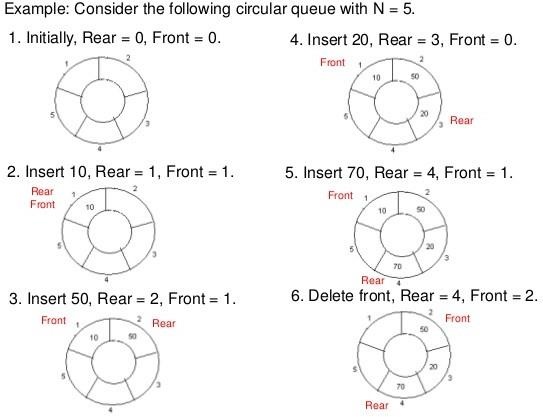 Example: Consider the following circular queue with N = 5.
1. Initially, Rear = 0, Front = 0.
1
2
3
4
5
2. Insert 10, Rear = 1, Front = 1.
Rear
Front
1
10
2
3
4
5
3. Insert 50, Rear = 2, Front = 1.
Front
1
2
Rear
10
50
3
4
5
4. Insert 20, Rear = 3, Front = 0.
Front
1
2
10
50
20
3
Rear
4
5
5. Insert 70, Rear = 4, Front = 1.
Front
1
2
10
50
20
3
70
Rear
4
5
6. Delete front, Rear = 4, Front = 2.
1
2
Front
50
20
3
70
Rear
4
5